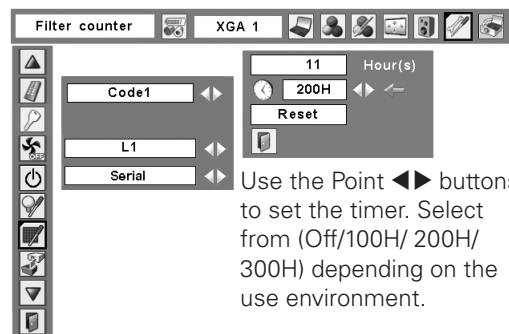 Filter counter XGA 1
11 Hour(s)
Code1 200H
Reset
OFF
L1
Serial
Use the Point ◀▶ buttons
to set the timer. Select
from (Off/100H/ 200H/
300H) depending on the
use environment.